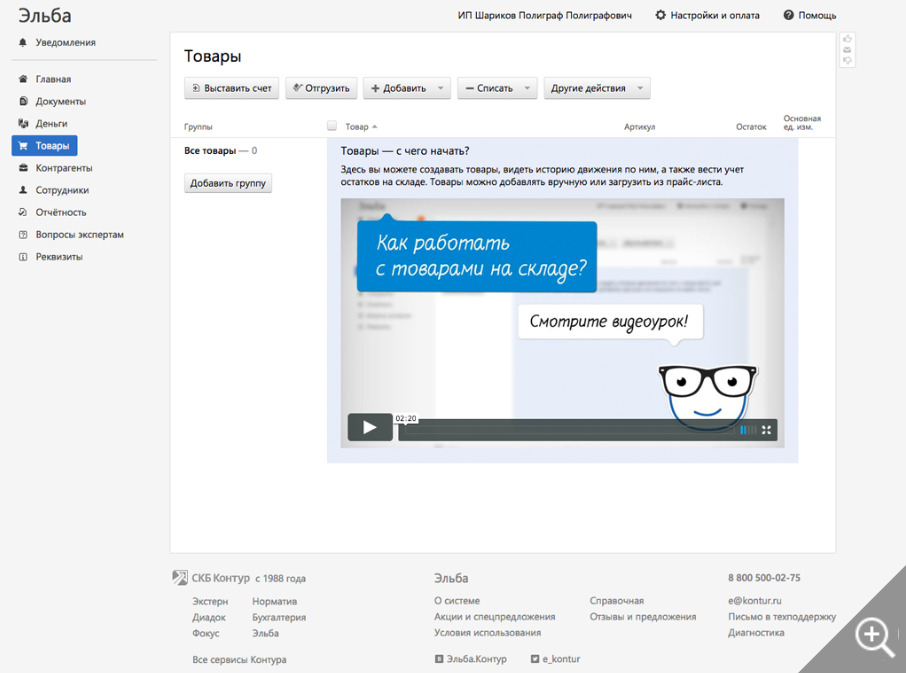 Эльба
ИП Шариков Полиграф Полиграфович
Настройки и оплата
Помощь
Уведомления
Главная
Документы
Деньги
Товары
Контрагенты
Сотрудники
Отчётность
Вопросы экспертам
Реквизиты
Товары
Выставить счет
Отгрузить
Добавить
Списать
Другие действия
Группы
Товар
Артикул
Остаток
Основная
ед. изм.
Все товары — 0
Добавить группу
Товары — с чего начать?
Здесь вы можете создавать товары, видеть историю движения по ним, а также вести учет
остатков на складе. Товары можно добавлять вручную или загрузить из прайс-листа.
Как работать
с товарами на складе?
Смотрите видеоурок!
02:20
СКБ Контур с 1988 года
Экстерн
Норматив
Диадок
Бухгалтерия
Фокус
Эльба
Все сервисы Контура
Эльба
О системе
Справочная
Акции и спецпредложения
Отзывы и предложения
Условия использования
Эльба.Контур
e_kontur
8 800 500-02-75
e@kontur.ru
Письмо в техподдержку
Диагностика